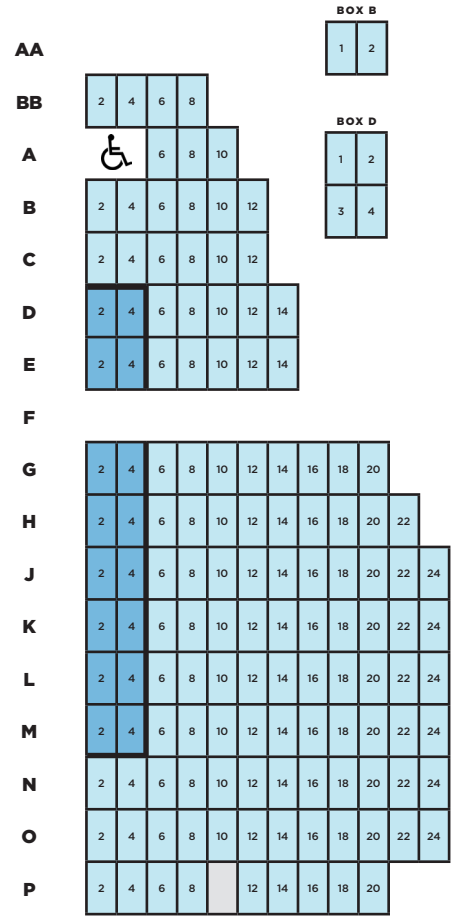 BOX B
AA 1 2
BB 2 4 6 8
BOX D
A 6 8 10 1 2
B 2 4 6 8 10 12 3 4
C 2 4 6 8 10 12
D 2 4 6 8 10 12 14
E 2 4 6 8 10 12 14
F
G 2 4 6 8 10 12 14 16 18 20
H 2 4 6 8 10 12 14 16 18 20 22
J 2 4 6 8 10 12 14 16 18 20 22 24
K 2 4 6 8 10 12 14 16 18 20 22 24
L 2 4 6 8 10 12 14 16 18 20 22 24
M 2 4 6 8 10 12 14 16 18 20 22 24
N 2 4 6 8 10 12 14 16 18 20 22 24
O 2 4 6 8 10 12 14 16 18 20 22 24
P 2 4 6 8 12 14 16 18 20